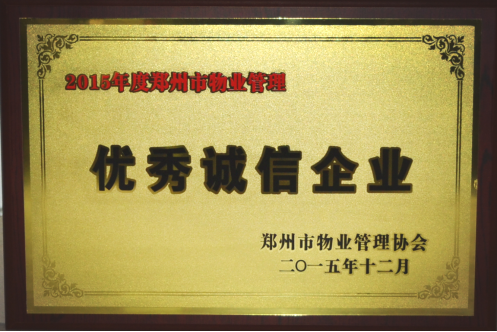 2015年度郑州市物业管理
优秀诚信企业
郑州市物业管理协会
二〇一五年十二月